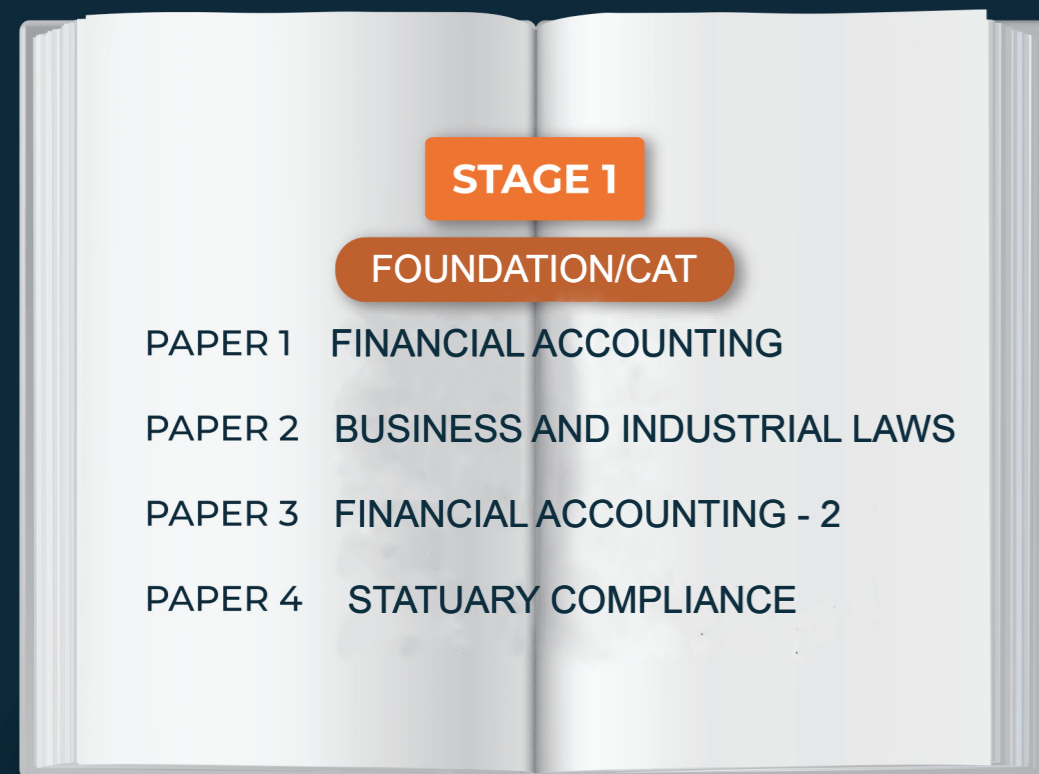 STAGE 1
FOUNDATION/CAT
PAPER 1 FINANCIAL ACCOUNTING
PAPER 2 BUSINESS AND INDUSTRIAL LAWS
PAPER 3 FINANCIAL ACCOUNTING - 2
PAPER 4 STATUARY COMPLIANCE